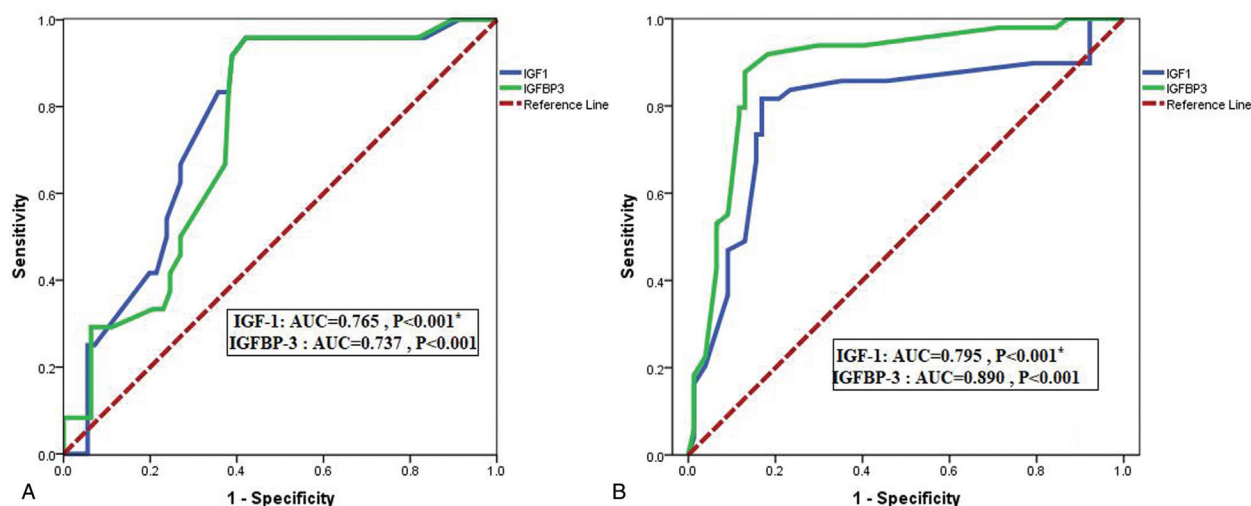 1.0
0.8
0.6
0.4
0.2
0.0
Sensitivity
0.0 0.2 0.4 0.6 0.8 1.0
1 - Specificity
IGF1
IGFBP3
Reference Line
IGF-1: AUC=0.765 , P<0.001*
IGFBP-3 : AUC=0.737 , P<0.001
A
1.0
0.8
0.6
0.4
0.2
0.0
Sensitivity
0.0 0.2 0.4 0.6 0.8 1.0
1 - Specificity
IGF1
IGFBP3
Reference Line
IGF-1: AUC=0.795 , P<0.001*
IGFBP-3 : AUC=0.890 , P<0.001
B